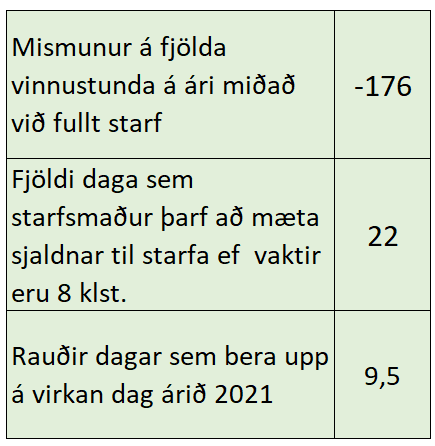 Mismunur á fjölda
vinnustunda á ári miðað
við fullt starf
-176
Fjöldi daga sem
starfsmaður þarf að mæta
sjaldnar til starfa ef vaktir
eru 8 klst.
22
Rauðir dagar sem bera upp
á virkan dag árið 2021
9,5